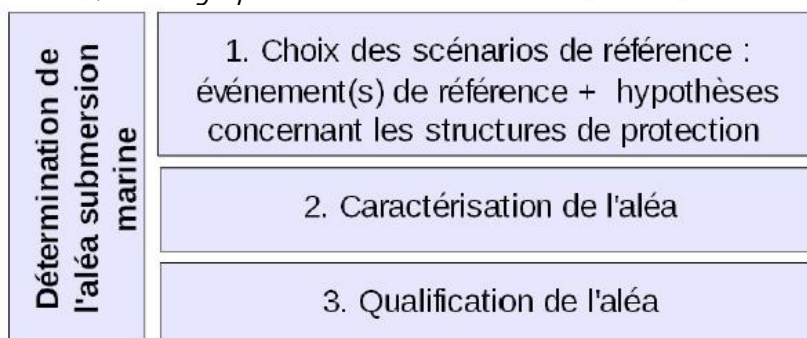 Détermination de
l'aléa submersion
marine
1. Choix des scénarios de référence :
événement(s) de référence + hypothèses
concernant les structures de protection
2. Caractérisation de l'aléa
3. Qualification de l'aléa